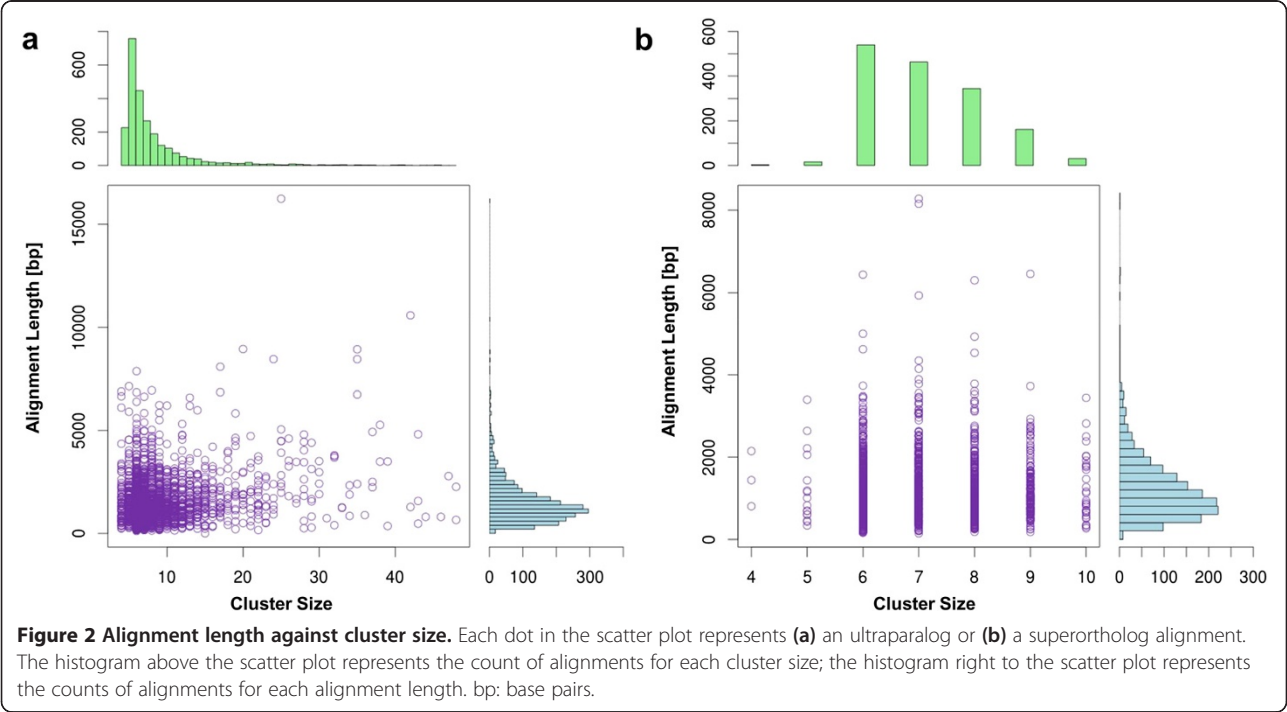 a
b
600
200
0
600
400
200
0
15000
10000
5000
0
Alignment Length [bp]
8000
6000
4000
2000
0
Alignment Length [bp]
10 20 30 40
0 100 300
4 5 6 7 8 9 10
0 100 200 300
Cluster Size
Cluster Size
Figure 2 Alignment length against cluster size. Each dot in the scatter plot represents (a) an ultraparalog or (b) a superortholog alignment.
The histogram above the scatter plot represents the count of alignments for each cluster size; the histogram right to the scatter plot represents
the counts of alignments for each alignment length. bp: base pairs.